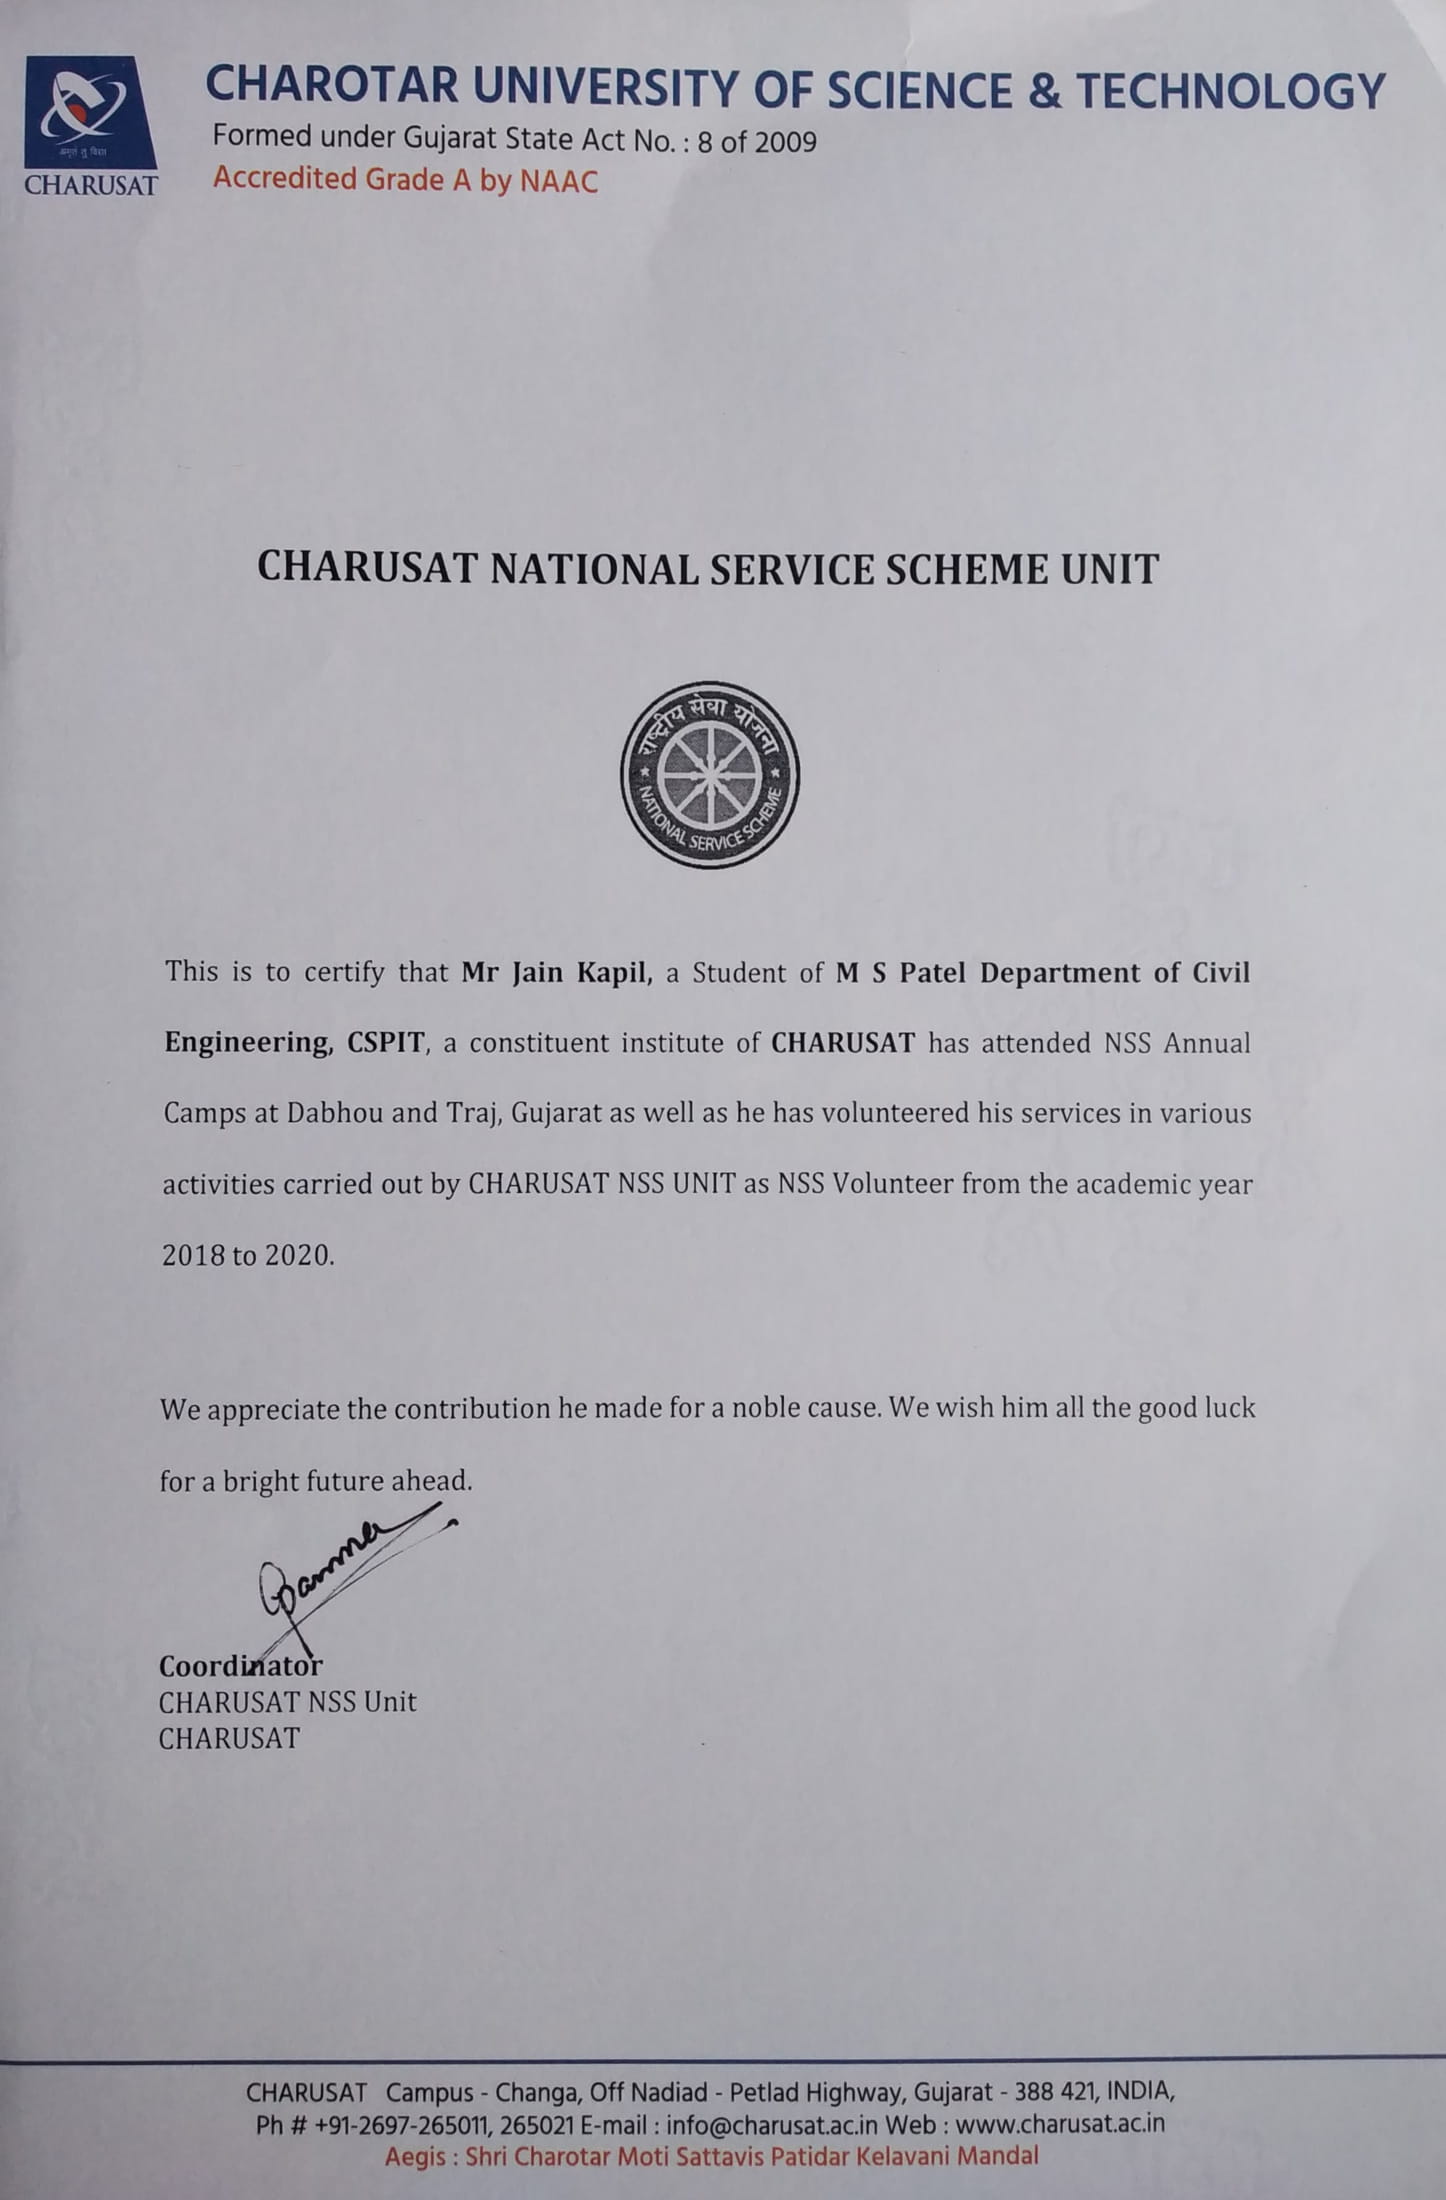 CHAROTAR UNIVERSITY OF SCIENCE & TECHNOLOGY
Formed under Gujarat State Act No. : 8 of 2009
Accredited Grade A by NAAC
अमृतं तु विद्या
CHARUSAT
CHARUSAT NATIONAL SERVICE SCHEME UNIT
राष्ट्रीय सेवा योजना
NATIONAL SERVICE SCHEME
This is to certify that Mr Jain Kapil, a Student of M S Patel Department of Civil
Engineering, CSPIT, a constituent institute of CHARUSAT has attended NSS Annual
Camps at Dabhou and Traj, Gujarat as well as he has volunteered his services in various
activities carried out by CHARUSAT NSS UNIT as NSS Volunteer from the academic year
2018 to 2020.
We appreciate the contribution he made for a noble cause. We wish him all the good luck
for a bright future ahead.
Coordinator
CHARUSAT NSS Unit
CHARUSAT
CHARUSAT Campus - Changa, Off Nadiad - Petlad Highway, Gujarat - 388 421, INDIA,
Ph # +91-2697-265011, 265021 E-mail : info@charusat.ac.in Web : www.charusat.ac.in
Aegis : Shri Charotar Moti Sattavis Patidar Kelavani Mandal